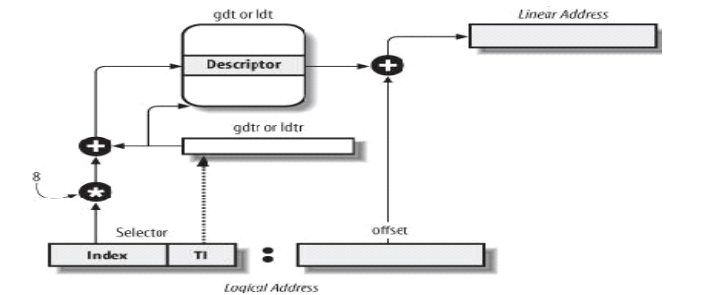 gdt or ldt
Linear Address
Descriptor
+
gdtr or ldtr
+
8
*
Selector
offset
Index
TI
:
Logical Address